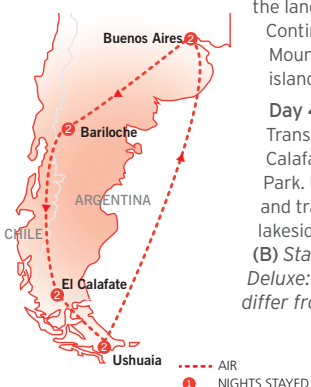 Buenos Aires 2
2 Bariloche
ARGENTINA
CHILE
El Calafate
2
2
Ushuaia
AIR
1 NIGHTS STAYED
the land
Contin
Moun
island
Day 4
Trans
Calafa
Park. U
and tra
lakesid
(B) Sta
Deluxe:
differ fro